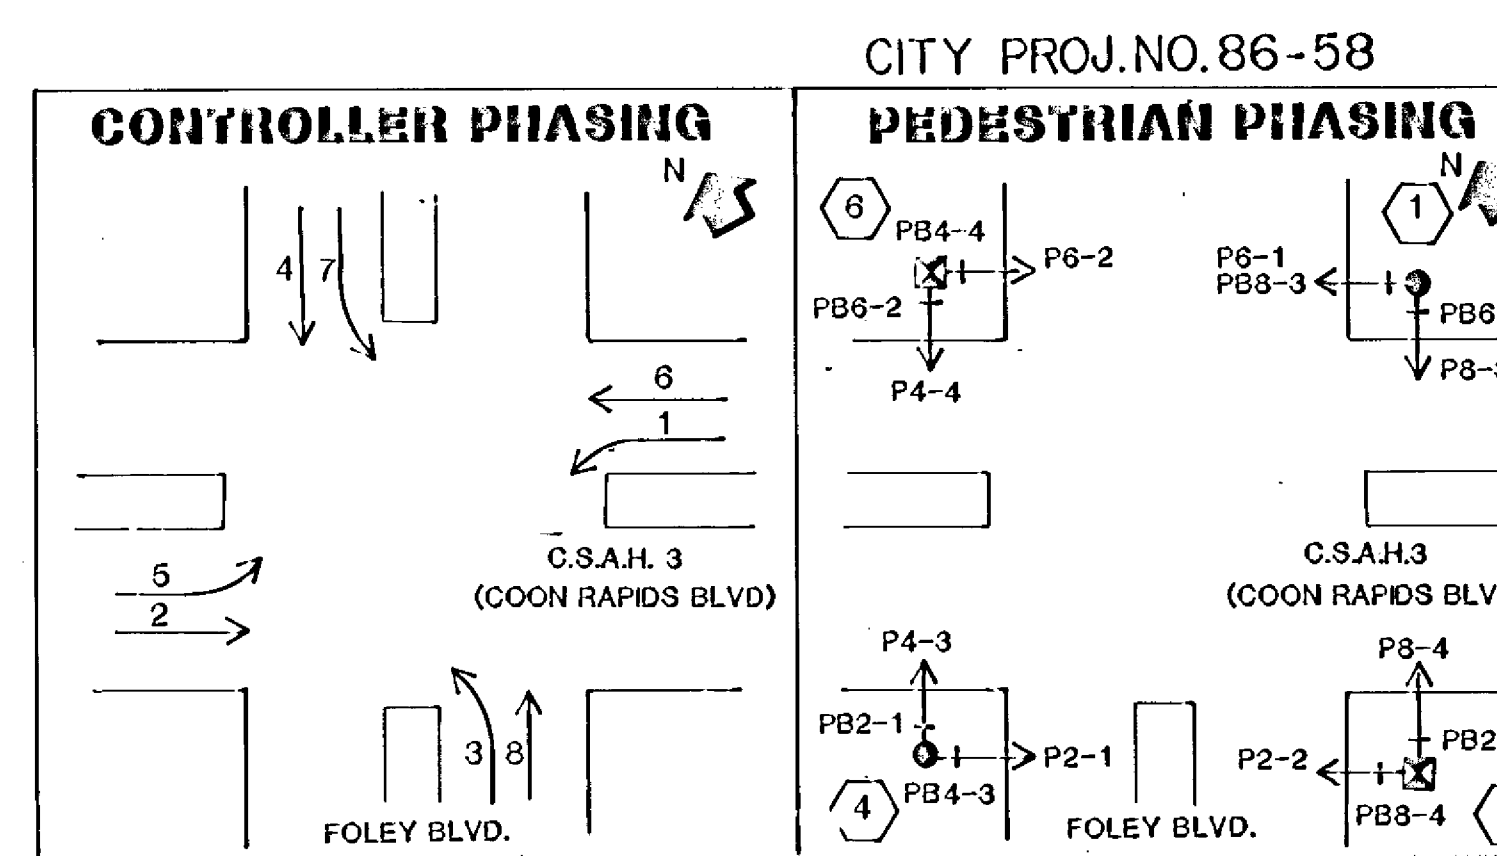 CITY PROJ.NO.86-58
CONTROLLER PHASING
N
4 7
6
1
C.S.A.H. 3
(COON RAPIDS BLVD)
5
2
3 8
FOLEY BLVD.
PEDESTRIAN PHASING
N
6
1
PB4-4
P6-2
P6-1
PB8-3
PB6-2
PB6
P4-4
P8-
C.S.A.H.3
(COON RAPIDS BLV
P4-3
P8-4
PB2-1
PB2
P2-1
P2-2
PB4-3
4
PB8-4
FOLEY BLVD.